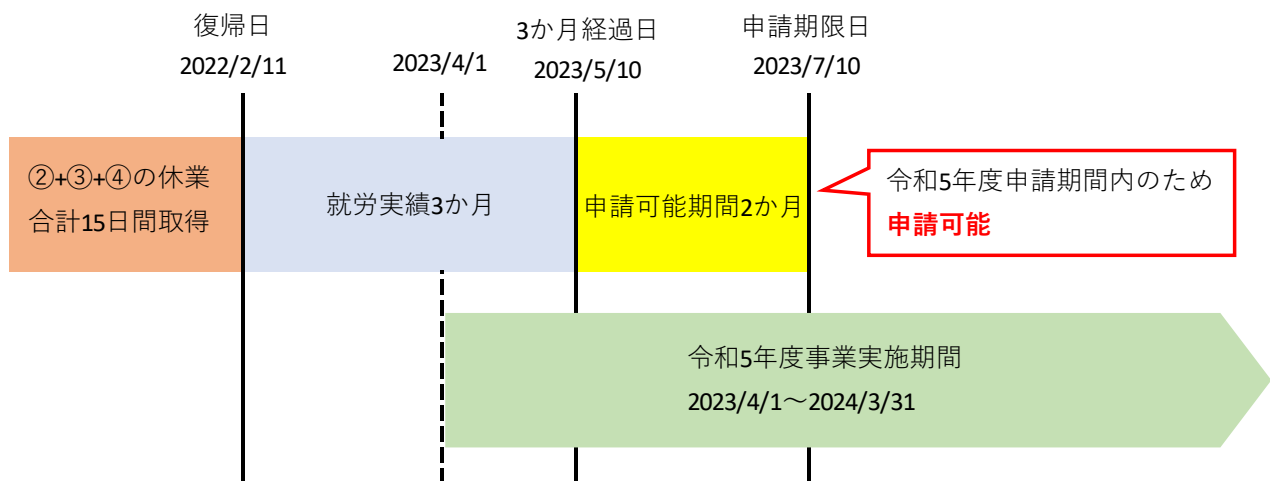 復帰日
2022/2/11
2023/4/1
3か月経過日
2023/5/10
申請期限日
2023/7/10
②+③+④の休業
合計15日間取得
就労実績3か月
申請可能期間2か月
令和5年度申請期間内のため
申請可能
令和5年度事業実施期間
2023/4/1～2024/3/31